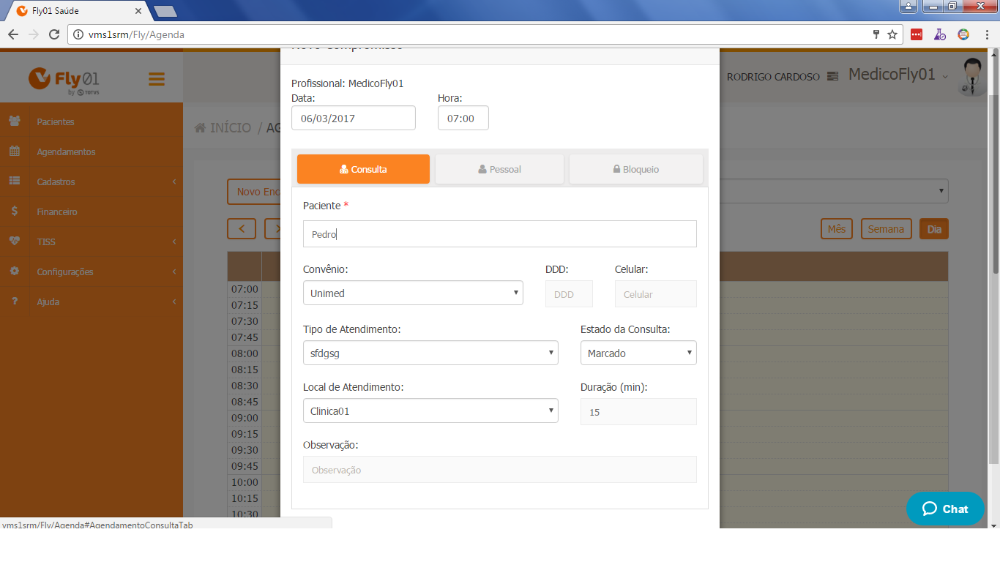 Fly01 Saúde
vms1srm/Fly/Agenda
Novo Compromisso
Fly01
by TOTVS
RODRIGO CARDOSO
MedicoFly01
Pacientes
Agendamentos
Cadastros
Financeiro
TISS
Configurações
Ajuda
INÍCIO / AG
Novo Enc
Mês
Semana
Dia
Profissional: MedicoFly01
Data:
Hora:
06/03/2017
07:00
Consulta
Pessoal
Bloqueio
Paciente *
Pedro
Convênio:
DDD:
Celular:
Unimed
DDD
Celular
Tipo de Atendimento:
Estado da Consulta:
sfdgsg
Marcado
Local de Atendimento:
Duração (min):
Clinica01
15
Observação:
Observação
07:00
07:15
07:30
07:45
08:00
08:15
08:30
08:45
09:00
09:15
09:30
09:45
10:00
10:15
10:30
Chat
vms1srm/Fly/Agenda#AgendamentoConsultaTab